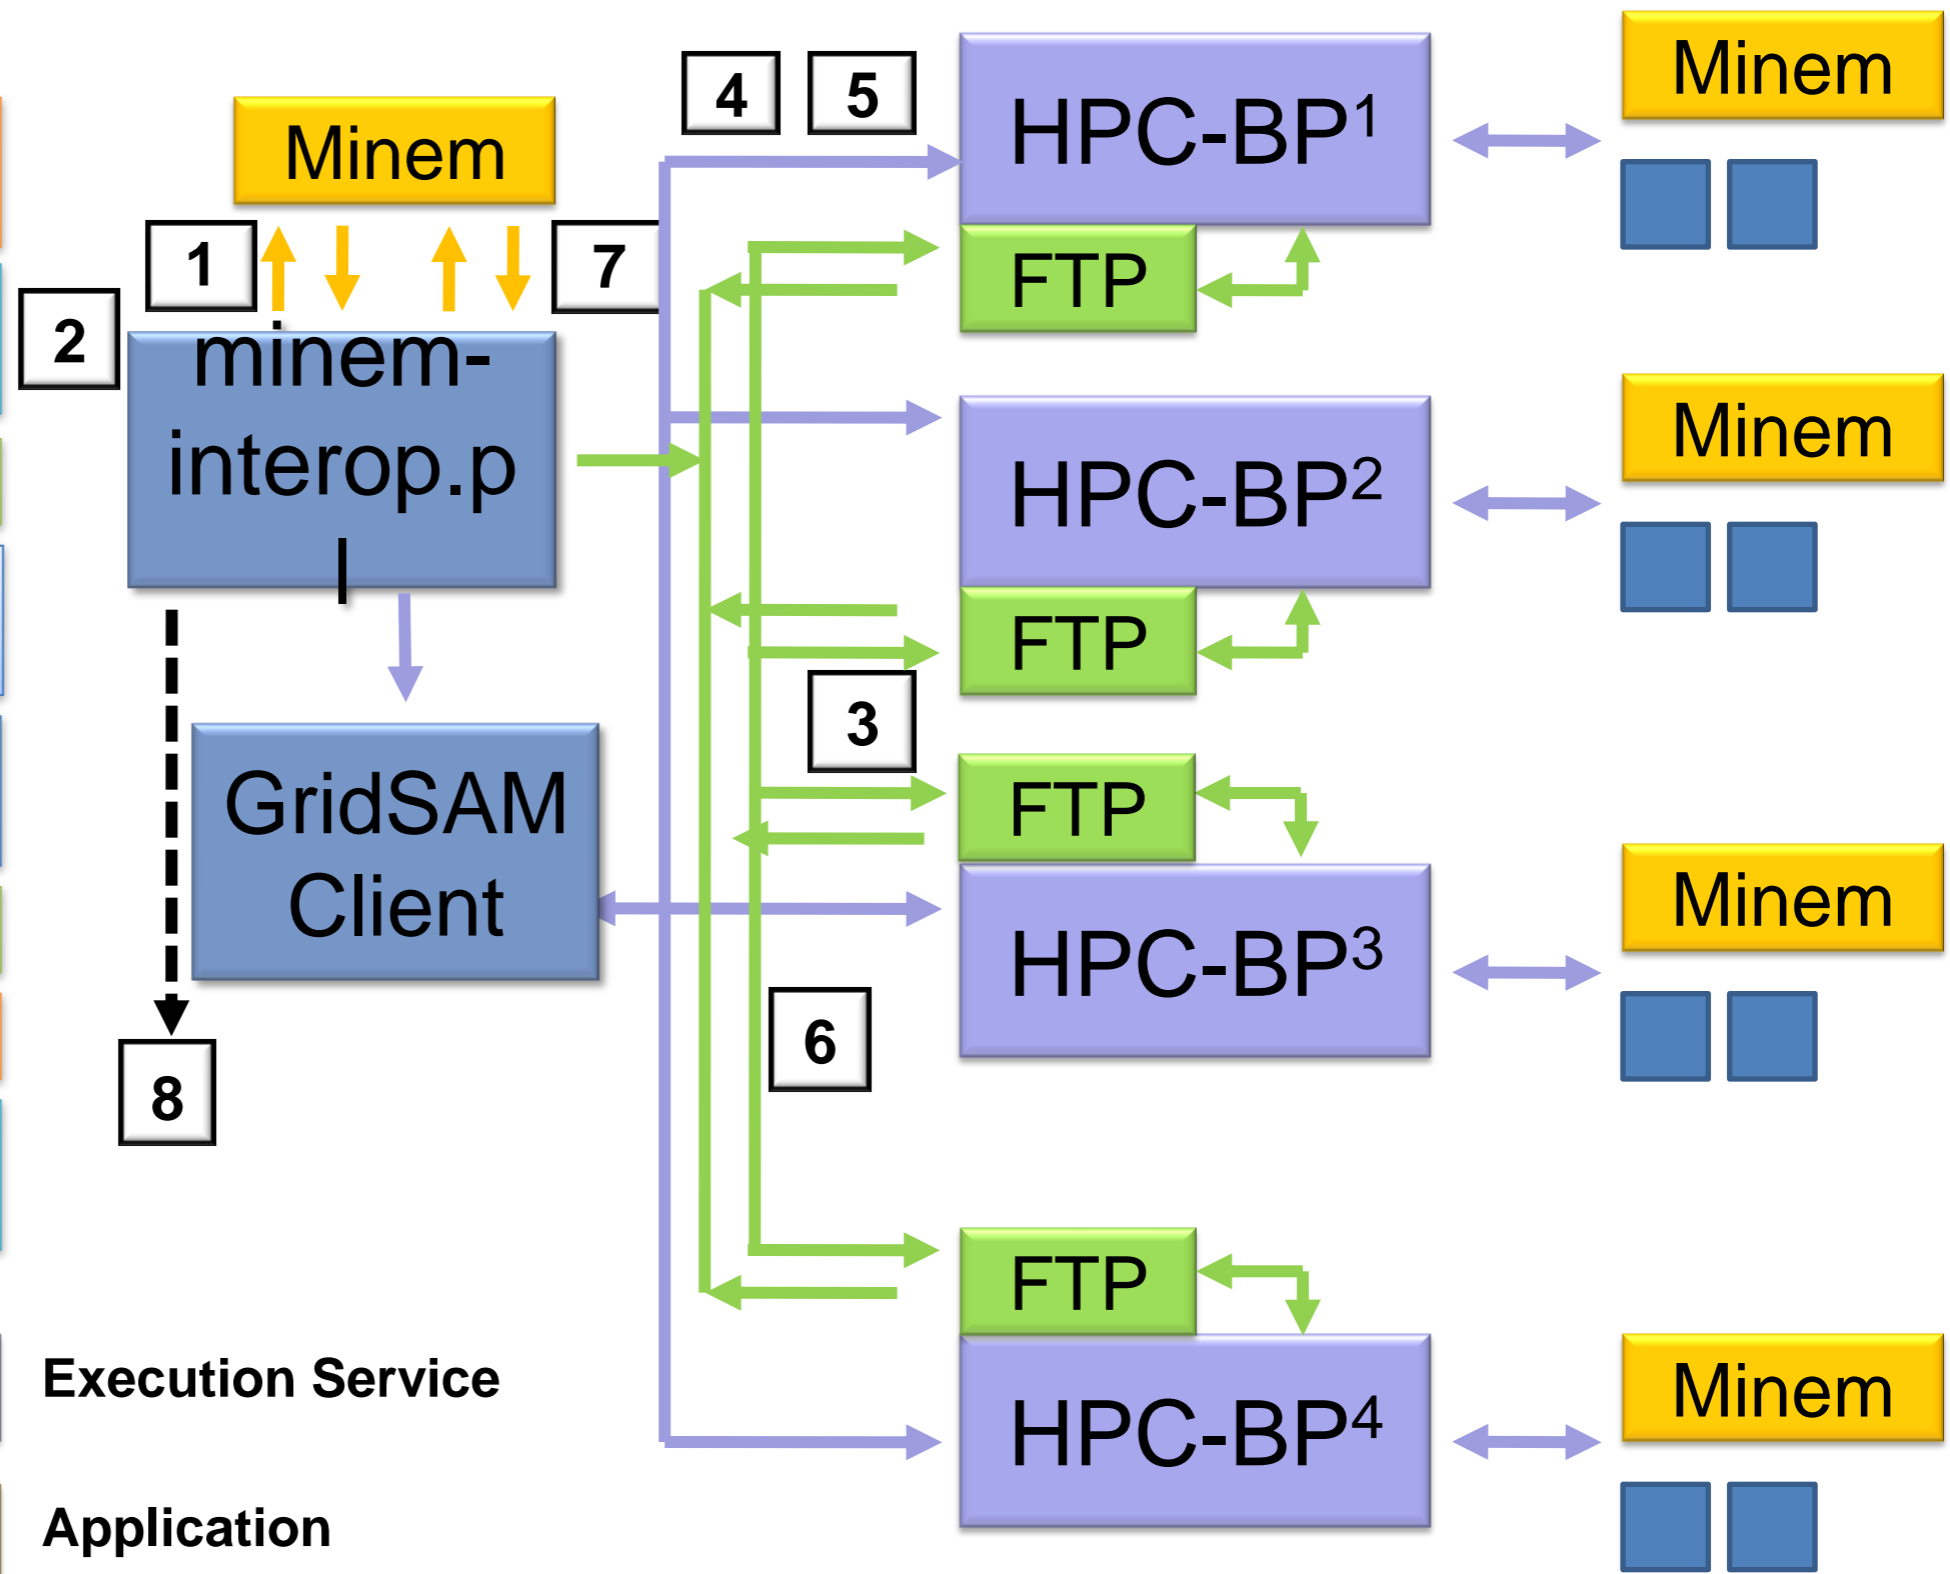 4 5
HPC-BP1
Minem
Minem
1
7
2
FTP
minem-
interop.p
l
HPC-BP2
Minem
FTP
3
GridSAM
Client
FTP
HPC-BP3
Minem
6
8
FTP
HPC-BP4
Minem
Execution Service
Application